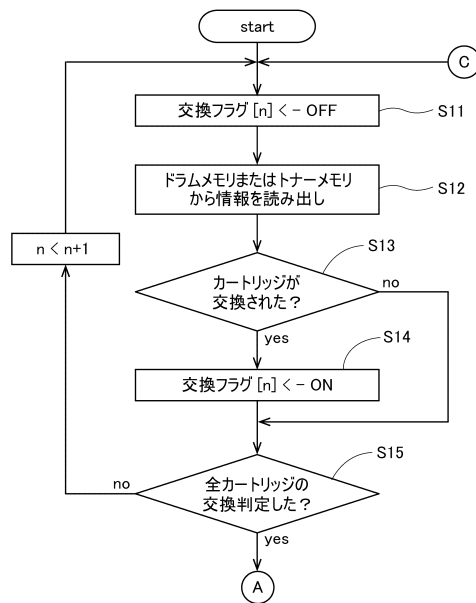 start
C
交換フラグ[n] <- OFF
S11
ドラムメモリまたはトナーメモリ
から情報を読み出し
S12
n < n+1
カートリッジが
交換された？
S13
no
yes
交換フラグ[n] <- ON
S14
全カートリッジの
交換判定した？
S15
no
yes
A